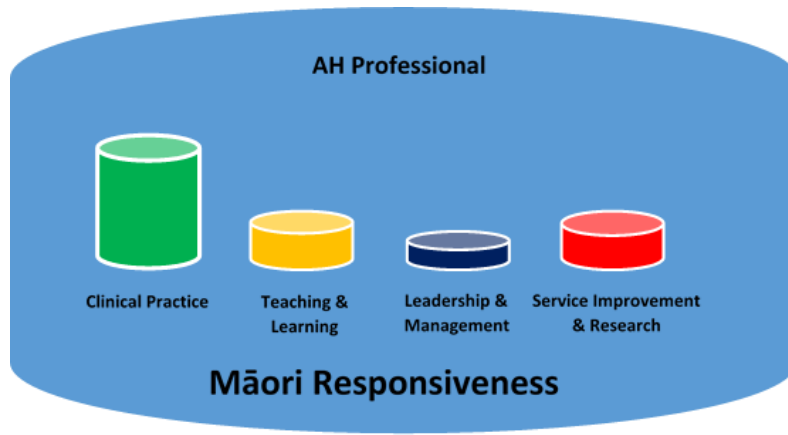 AH Professional
Clinical Practice
Teaching &
Learning
Leadership &
Management
Service Improvement
& Research
Māori Responsiveness